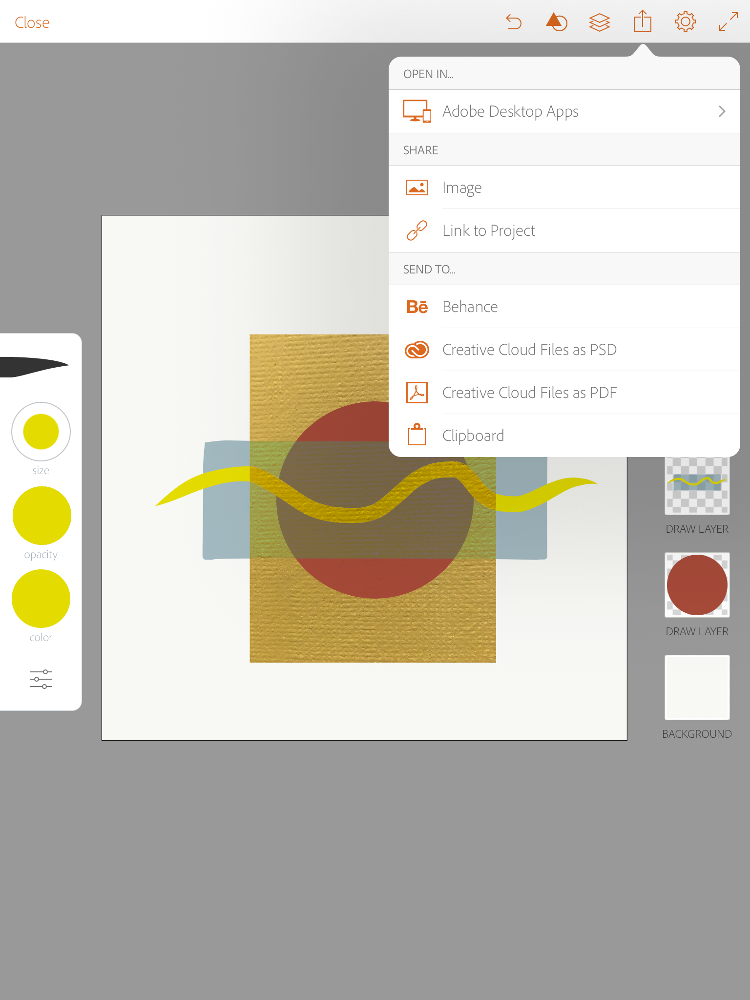 Close
OPEN IN...
Adobe Desktop Apps
SHARE
Image
Link to Project
SEND TO...
Bē Behance
Creative Cloud Files as PSD
Creative Cloud Files as PDF
Clipboard
size
opacity
color
DRAW LAYER
DRAW LAYER
BACKGROUND